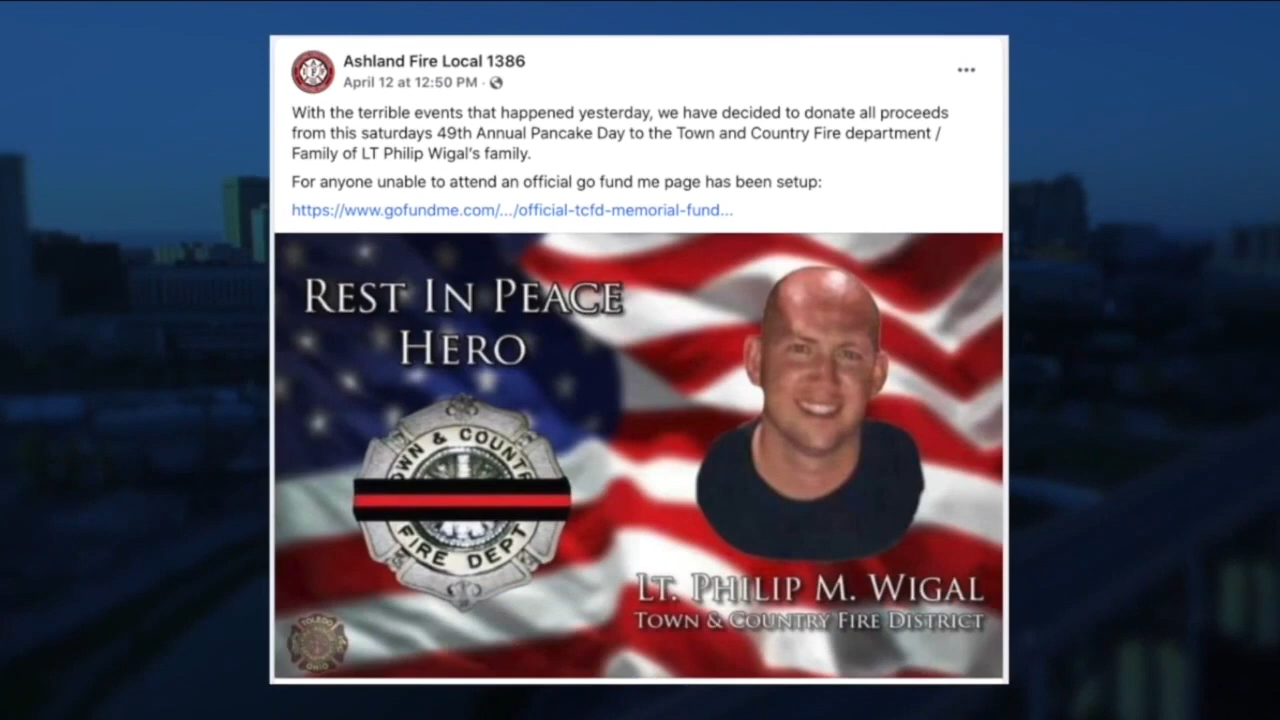 Ashland Fire Local 1386
April 12 at 12:50 PM ·
With the terrible events that happened yesterday, we have decided to donate all proceeds
from this saturdays 49th Annual Pancake Day to the Town and Country Fire department /
Family of LT Philip Wigal's family.
For anyone unable to attend an official go fund me page has been setup:
https://www.gofundme.com/.../official-tcfd-memorial-fund...
REST IN PEACE
HERO
OWN & COUNTR
FIRE DEPT
LT. PHILIP M. WIGAL
TOWN & COUNTRY FIRE DISTRICT
TOLEDO
OHIO